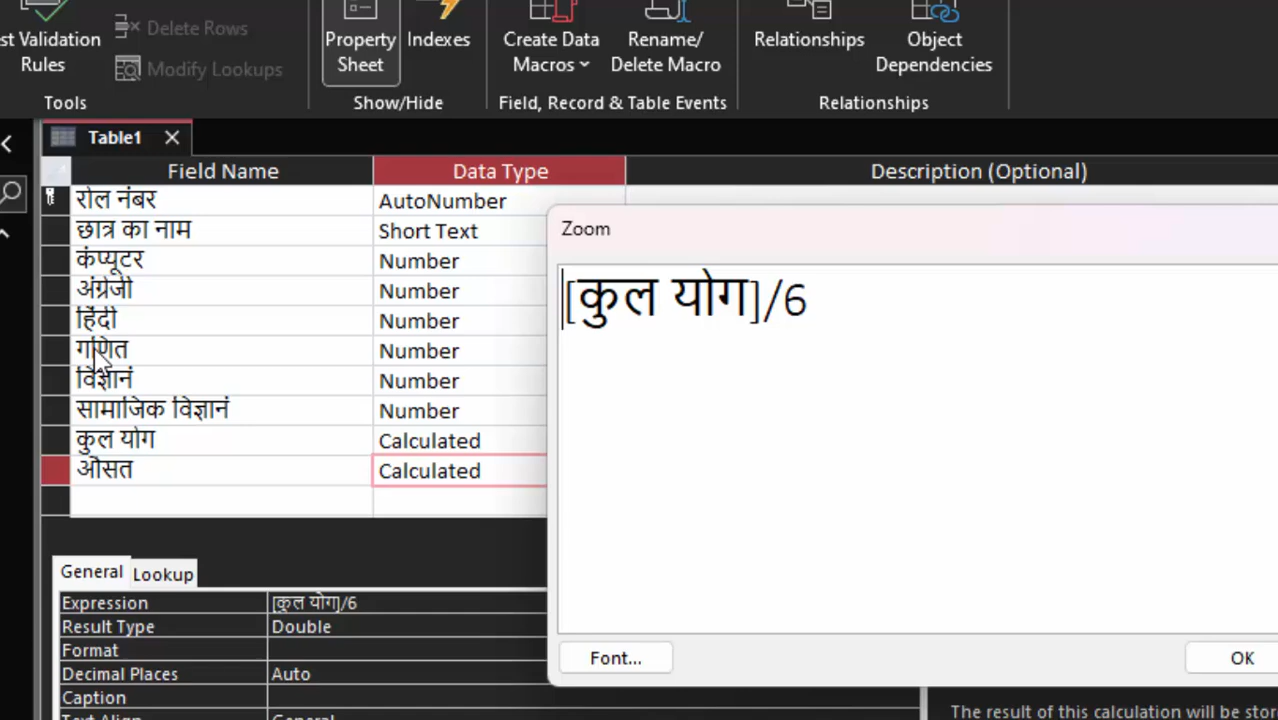 st Validation Rules
Delete Rows
Modify Lookups
Tools
Property Sheet
Indexes
Show/Hide
Create Data Macros
Rename/ Delete Macro
Field, Record & Table Events
Relationships
Object Dependencies
Relationships
Table1
Field Name Data Type Description (Optional)
रोल नंबर AutoNumber
छात्र का नाम Short Text
कंप्यूटर Number
अंग्रेजी Number
हिंदी Number
गणित Number
विज्ञानं Number
सामाजिक विज्ञानं Number
कुल योग Calculated
औसत Calculated
Zoom
[कुल योग]/6
Font...
OK
General Lookup
Expression [कुल योग]/6
Result Type Double
Format
Decimal Places Auto
Caption
Text Align General
The result of this calculation will be stor